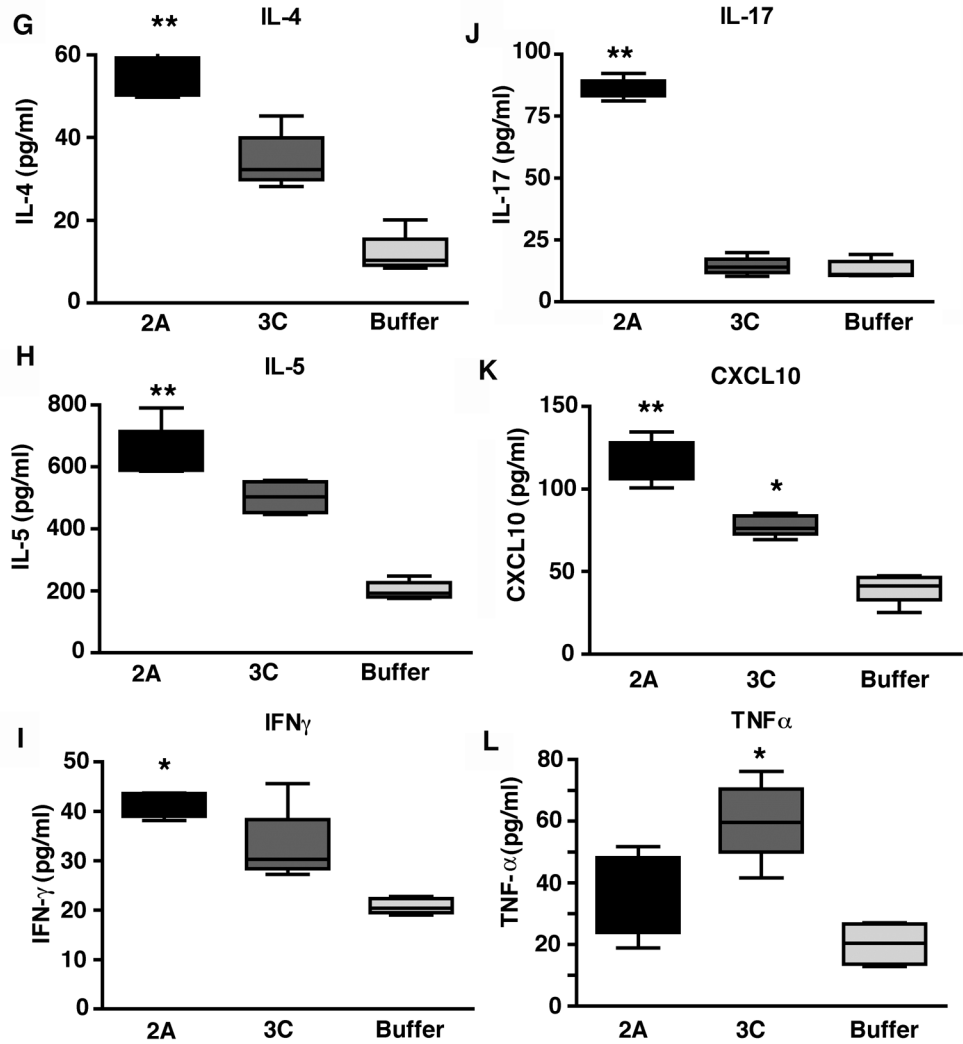 G
IL-4
**
IL-4 (pg/ml)
60
40
20
0
2A 3C Buffer
J
IL-17
**
IL-17 (pg/ml)
100
75
50
25
0
2A 3C Buffer
H
IL-5
**
IL-5 (pg/ml)
800
600
400
200
0
2A 3C Buffer
K
CXCL10
**
*
CXCL10 (pg/ml)
150
100
50
0
2A 3C Buffer
I
IFNγ
*
IFN-γ (pg/ml)
50
40
30
20
10
0
2A 3C Buffer
L
TNFα
*
TNF-α(pg/ml)
80
60
40
20
0
2A 3C Buffer